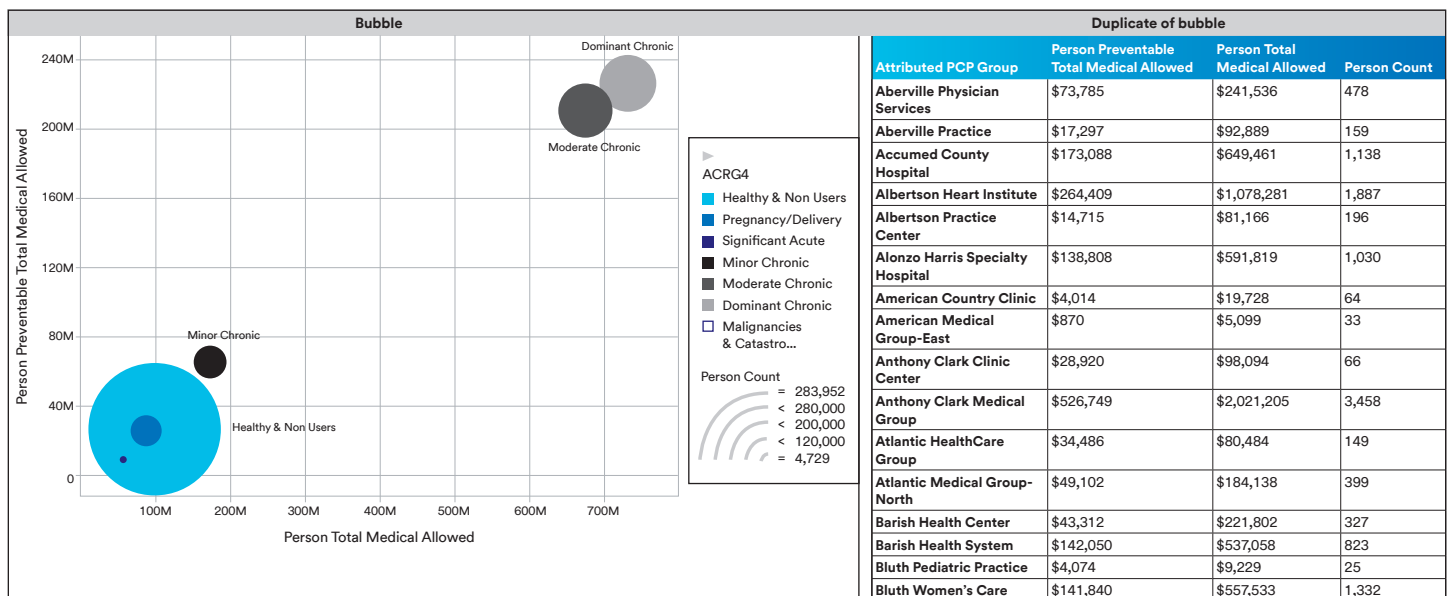 Bubble
Duplicate of bubble
Person Preventable Total Medical Allowed
240M
200M
160M
120M
80M
40M
0
Dominant Chronic
Moderate Chronic
Minor Chronic
Healthy & Non Users
100M 200M 300M 400M 500M 600M 700M
Person Total Medical Allowed
ACRG4
Healthy & Non Users
Pregnancy/Delivery
Significant Acute
Minor Chronic
Moderate Chronic
Dominant Chronic
Malignancies
& Catastro...
Person Count
= 283,952
< 280,000
< 200,000
< 120,000
= 4,729
Person Preventable Person Total
Attributed PCP Group Total Medical Allowed Medical Allowed Person Count
Aberville Physician $73,785 $241,536 478
Services
Aberville Practice $17,297 $92,889 159
Accumed County $173,088 $649,461 1,138
Hospital
Albertson Heart Institute $264,409 $1,078,281 1,887
Albertson Practice $14,715 $81,166 196
Center
Alonzo Harris Specialty $138,808 $591,819 1,030
Hospital
American Country Clinic $4,014 $19,728 64
American Medical $870 $5,099 33
Group-East
Anthony Clark Clinic $28,920 $98,094 66
Center
Anthony Clark Medical $526,749 $2,021,205 3,458
Group
Atlantic HealthCare $34,486 $80,484 149
Group
Atlantic Medical Group- $49,102 $184,138 399
North
Barish Health Center $43,312 $221,802 327
Barish Health System $142,050 $537,058 823
Bluth Pediatric Practice $4,074 $9,229 25
Bluth Women's Care $141,840 $557,533 1,332